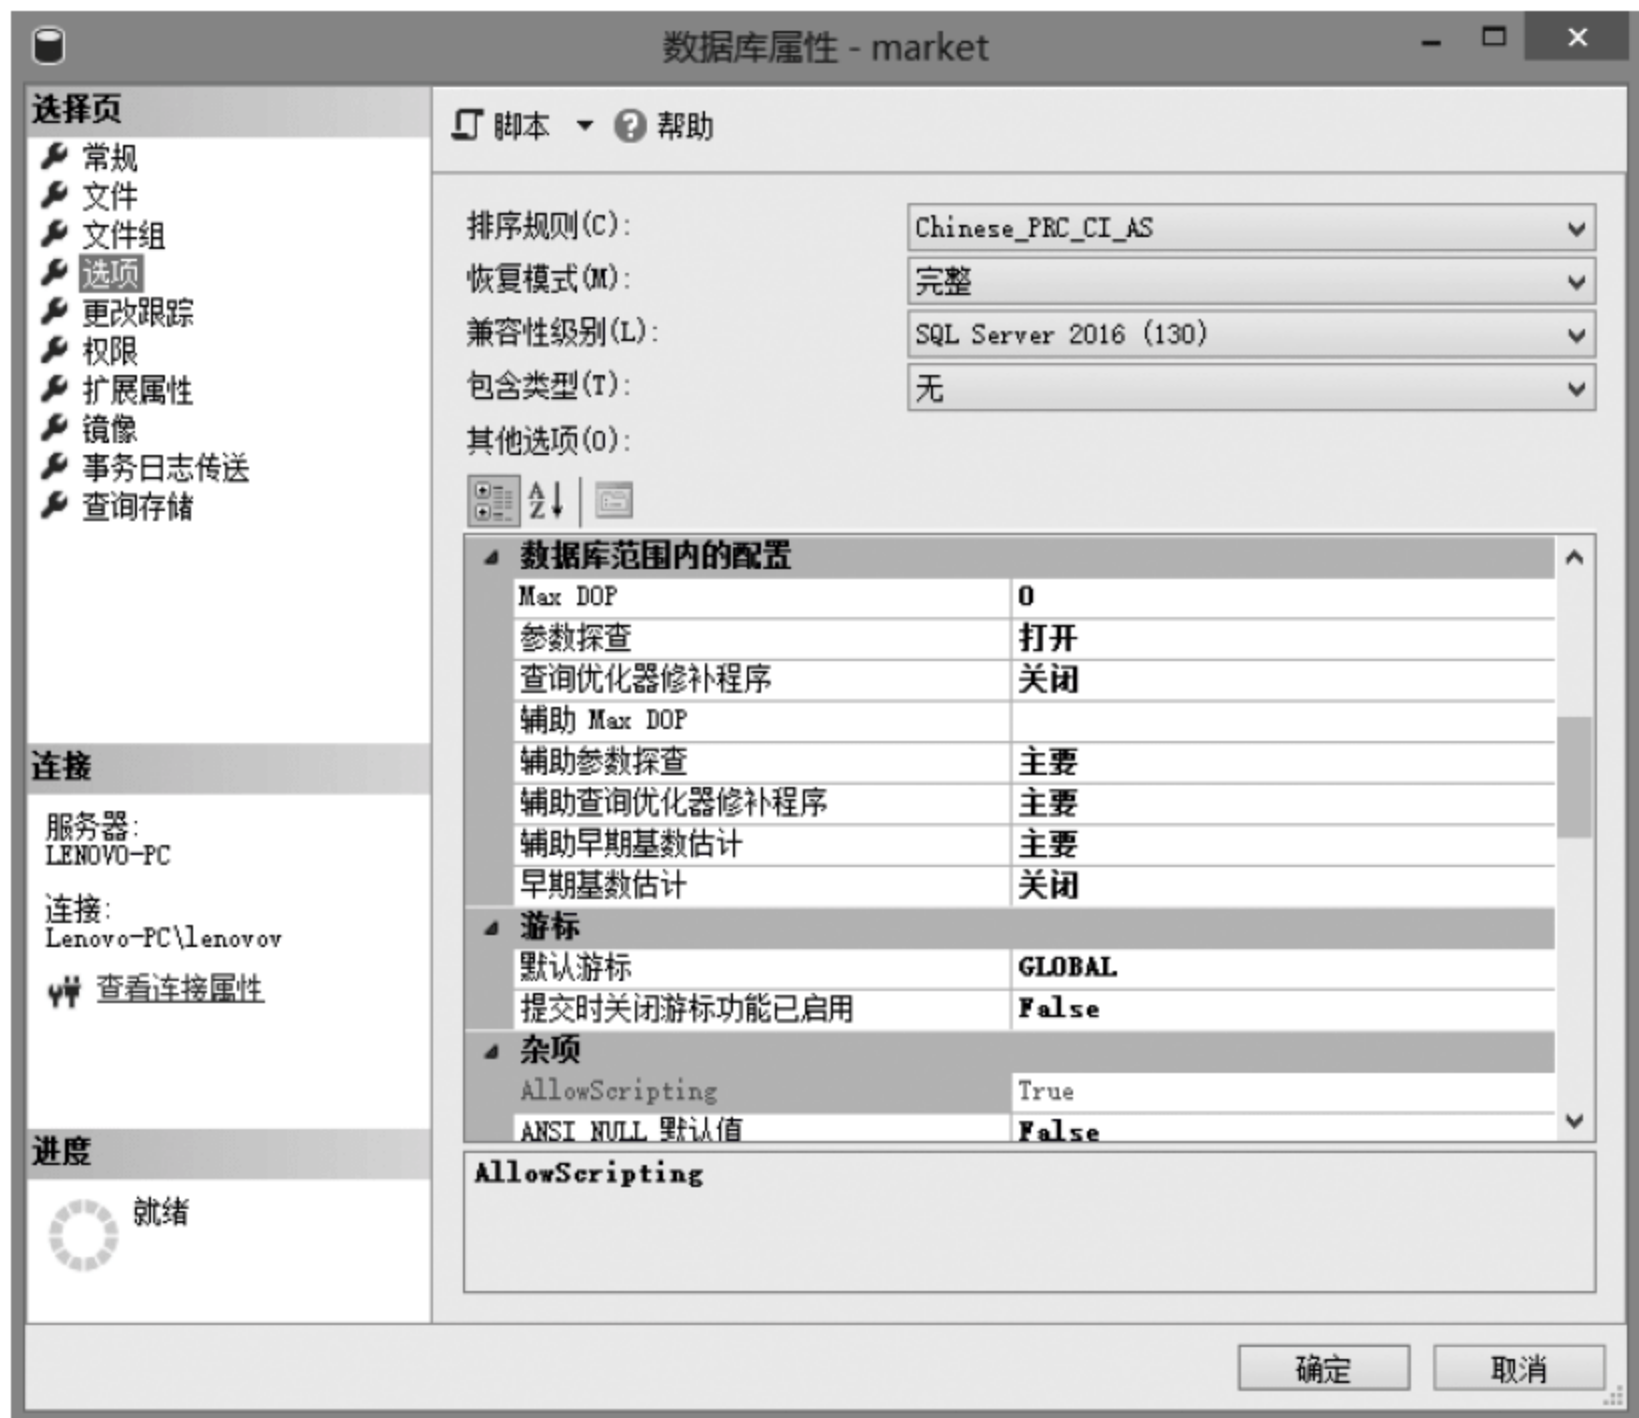 数据库属性 - market
选择页
常规
文件
文件组
选项
更改跟踪
权限
扩展属性
镜像
事务日志传送
查询存储
连接
服务器:
LENOVO-PC
连接:
Lenovo-PC\lenovov
查看连接属性
进度
就绪
脚本 帮助
排序规则(C): Chinese_PRC_CI_AS
恢复模式(M): 完整
兼容性级别(L): SQL Server 2016 (130)
包含类型(T): 无
其他选项(O):
数据库范围内的配置
Max DOP 0
参数探查 打开
查询优化器修补程序 关闭
辅助 Max DOP
辅助参数探查 主要
辅助查询优化器修补程序 主要
辅助早期基数估计 主要
早期基数估计 关闭
游标
默认游标 GLOBAL
提交时关闭游标功能已启用 False
杂项
AllowScripting True
ANSI NULL 默认值 False
AllowScripting
确定 取消